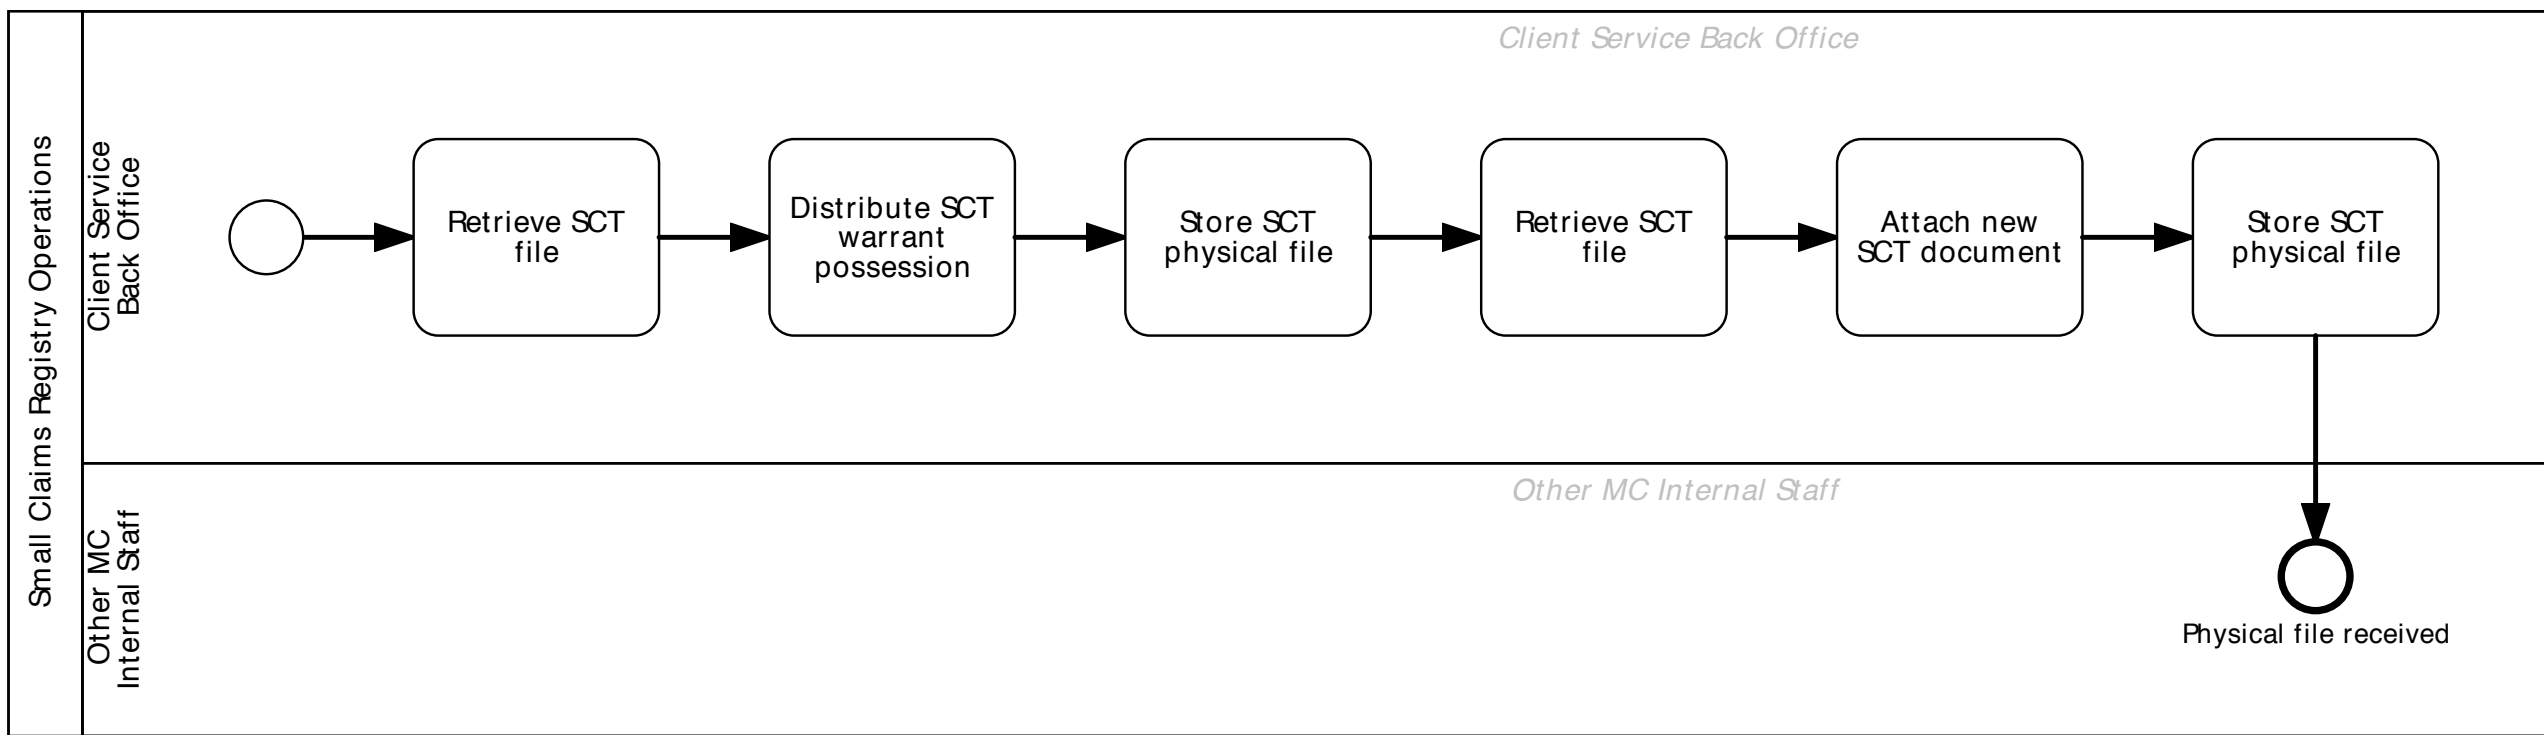 Small Claims Registry Operations
Client Service
Back Office
Client Service Back Office
Retrieve SCT
file
Distribute SCT
warrant
possession
Store SCT
physical file
Retrieve SCT
file
Attach new
SCT document
Store SCT
physical file
Other MC
Internal Staff
Other MC Internal Staff
Physical file received